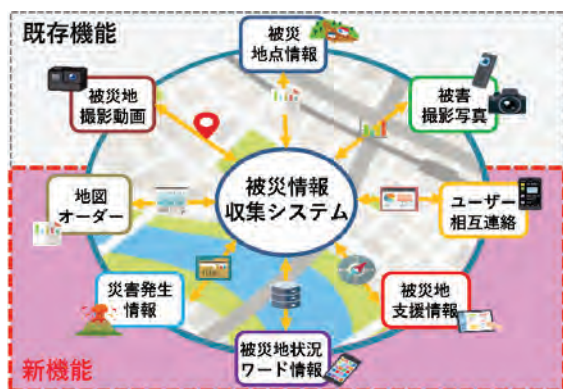 既存機能
被災
地点情報
被災地
撮影動画
被害
撮影写真
地図
オーダー
被災情報
収集システム
ユーザー
相互連絡
災害発生
情報
被災地
支援情報
被災地状況
ワード情報
新機能